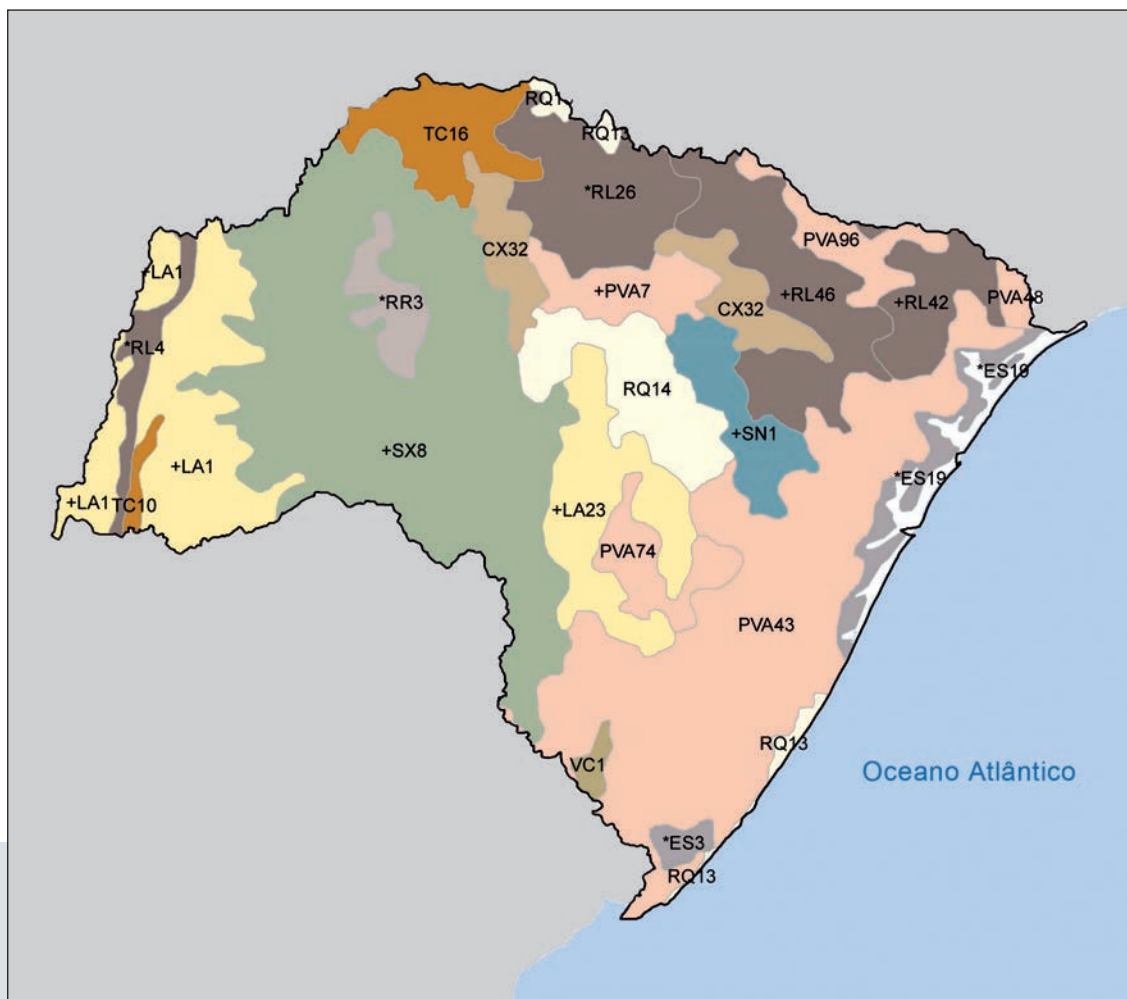 RQ1
TC16
RQ13
*RL26
PVA96
+LA1
CX32
+PVA7
+RL46
+RL42
PVA48
*RR3
CX32
*RL4
RQ14
*ES19
+SN1
+SX8
+LA1
*ES19
+LA1
TC10
+LA23
PVA74
PVA43
RQ13
VC1
Oceano Atlântico
*ES3
RQ13